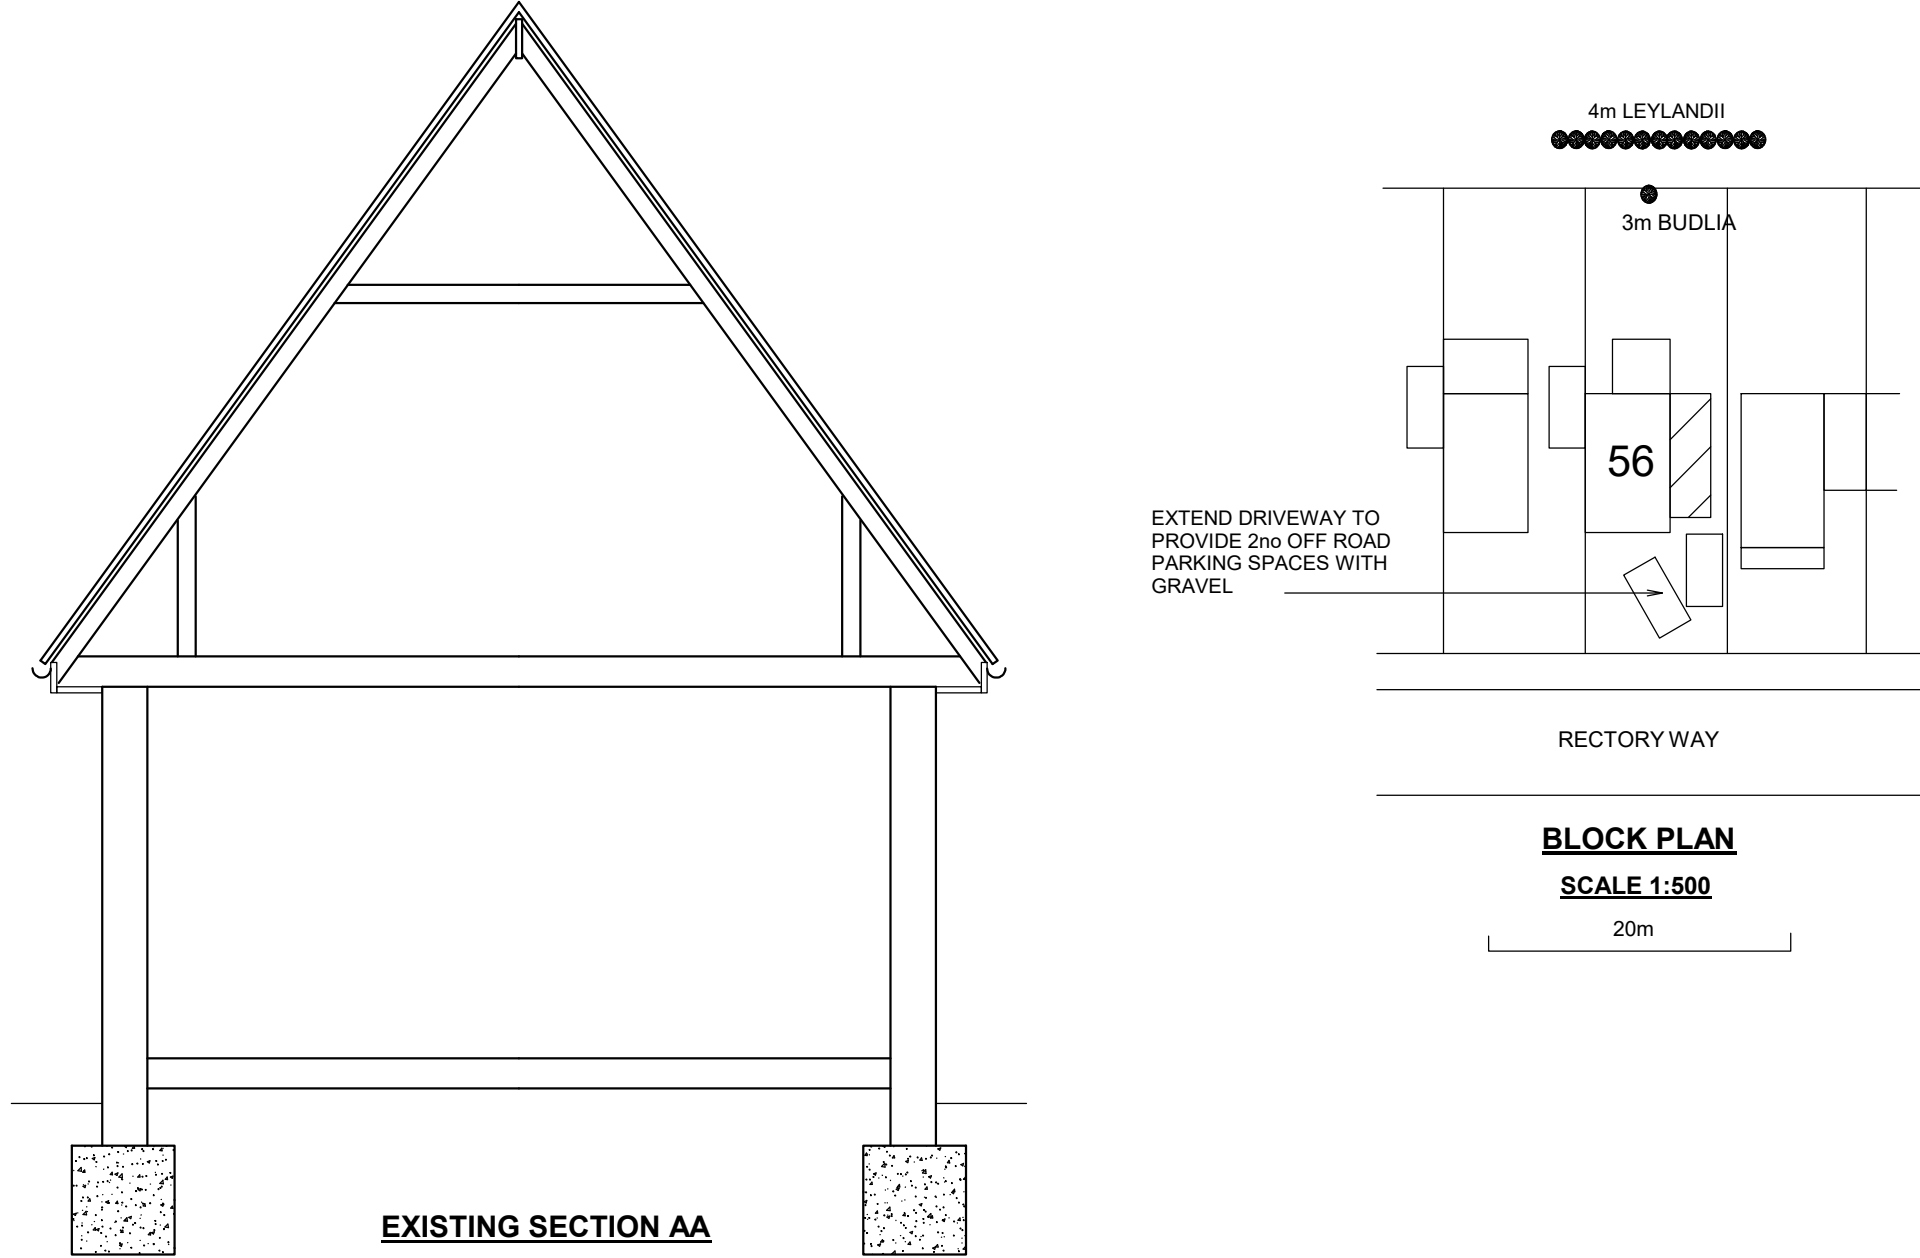 4m LEYLANDII
3m BUDLIA
56
EXTEND DRIVEWAY TO
PROVIDE 2no OFF ROAD
PARKING SPACES WITH
GRAVEL
RECTORY WAY
BLOCK PLAN
SCALE 1:500
20m
EXISTING SECTION AA